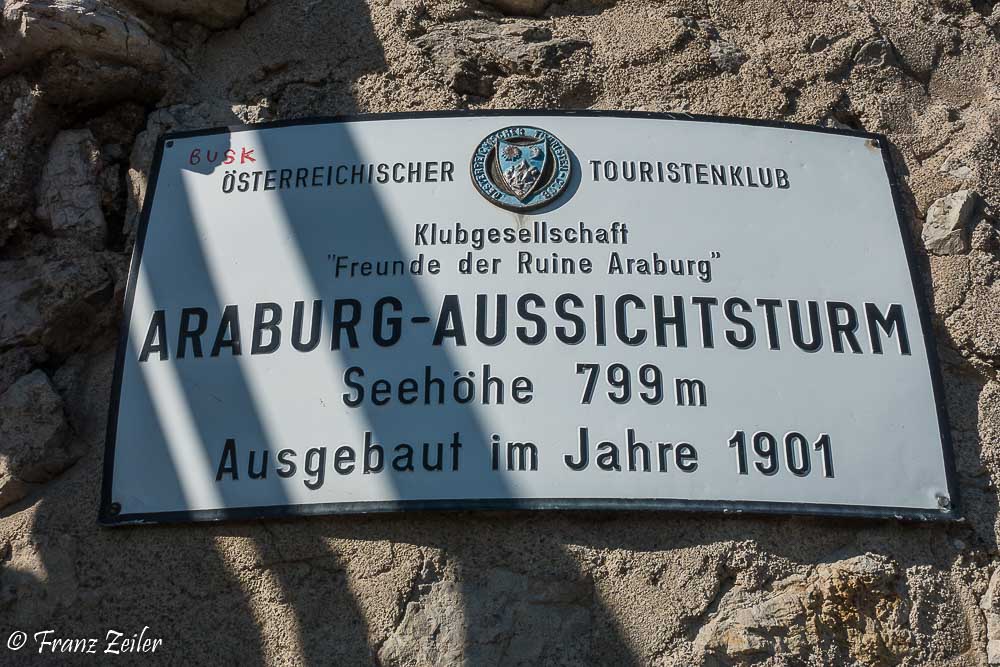 BUSK
ÖSTERREICHISCHER TOURISTENKLUB
Klubgesellschaft
"Freunde der Ruine Araburg"
ARABURG-AUSSICHTSTURM
Seehöhe 799 m
Ausgebaut im Jahre 1901
© Franz Zeiler